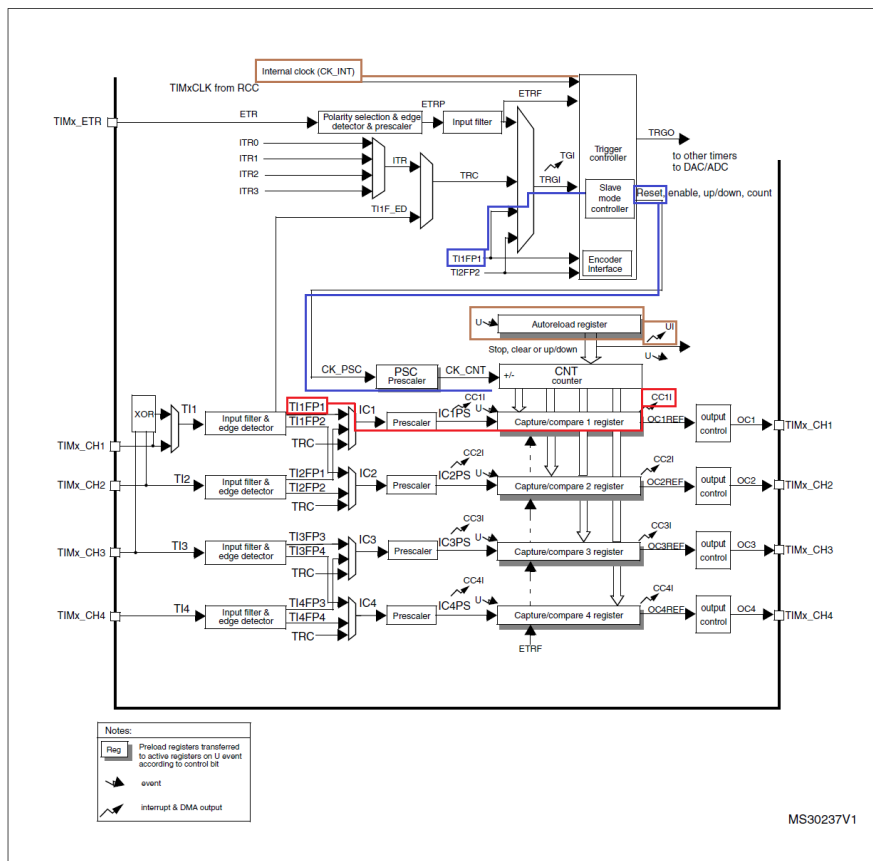 Internal clock (CK_INT)
TIMxCLK from RCC
ETRF
ETR
ETRP
TIMx_ETR
Polarity selection & edge
detector & prescaler
Input filter
TRGO
ITR0
ITR1
ITR2
ITR3
ITR
TRC
TGI
TRGI
Trigger
controller
to other timers
to DAC/ADC
Slave
mode
controller
Reset, enable, up/down, count
TI1F_ED
TI1FP1
TI2FP2
Encoder
Interface
U
Autoreload register
UI
Stop, clear or up/down
U
CK_PSC
PSC
Prescaler
CK_CNT
+/-
CNT
counter
XOR
TI1
Input filter &
edge detector
TI1FP1
TI1FP2
TRC
IC1
Prescaler
CC1I
IC1PS
U
Capture/compare 1 register
CC1I
OC1REF
output
control
OC1
TIMx_CH1
TIMx_CH1
TIMx_CH2
TI2
Input filter &
edge detector
TI2FP1
TI2FP2
TRC
IC2
Prescaler
CC2I
IC2PS
U
Capture/compare 2 register
CC2I
OC2REF
output
control
OC2
TIMx_CH2
TIMx_CH3
TI3
Input filter &
edge detector
TI3FP3
TI3FP4
TRC
IC3
Prescaler
CC3I
IC3PS
U
Capture/compare 3 register
CC3I
OC3REF
output
control
OC3
TIMx_CH3
TIMx_CH4
TI4
Input filter &
edge detector
TI4FP3
TI4FP4
TRC
IC4
Prescaler
CC4I
IC4PS
U
Capture/compare 4 register
CC4I
OC4REF
output
control
OC4
TIMx_CH4
ETRF
Notes:
Reg
Preload registers transferred
to active registers on U event
according to control bit
event
interrupt & DMA output
MS30237V1